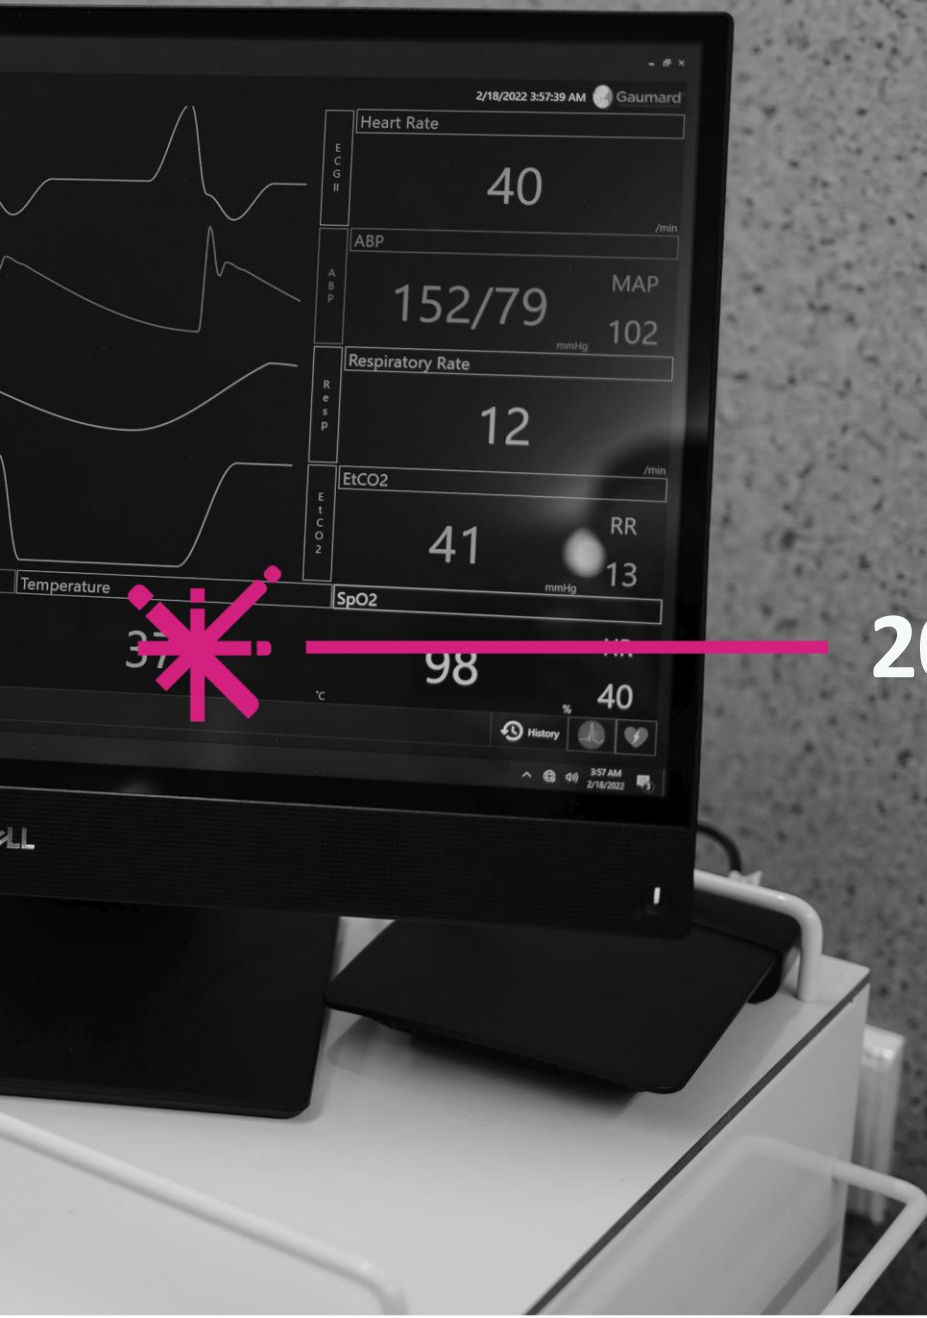 2/18/2022 3:57:39 AM Gaumard
ECG II
Heart Rate
40
/min
ABP
ABP
152/79
mmHg
MAP
102
Resp
Respiratory Rate
12
/min
EtCO2
EtCO2
41
mmHg
RR
13
Temperature
37
°C
SpO2
98
%
HR
40
History
3:57 AM
2/18/2022